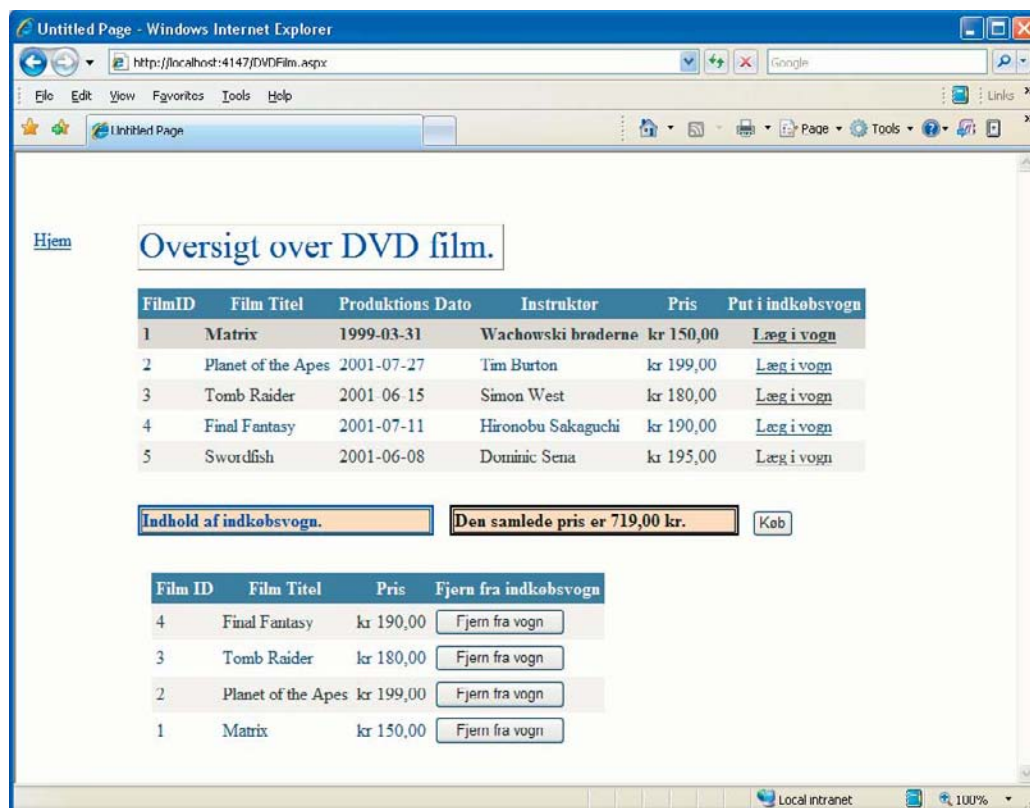 Untitled Page - Windows Internet Explorer
http://localhost:4147/DVDFilm.aspx Google
File Edit View Favorites Tools Help Links
Untitled Page Page Tools
Hjem
Oversigt over DVD film.
FilmID Film Titel Produktions Dato Instruktør Pris Put i indkøbsvogn
1 Matrix 1999-03-31 Wachowski brøderne kr 150,00 Læg i vogn
2 Planet of the Apes 2001-07-27 Tim Burton kr 199,00 Læg i vogn
3 Tomb Raider 2001-06-15 Simon West kr 180,00 Læg i vogn
4 Final Fantasy 2001-07-11 Hironobu Sakaguchi kr 190,00 Læg i vogn
5 Swordfish 2001-06-08 Dominic Sena kr 195,00 Læg i vogn
Indhold af indkøbsvogn. Den samlede pris er 719,00 kr. Køb
Film ID Film Titel Pris Fjern fra indkøbsvogn
4 Final Fantasy kr 190,00 Fjern fra vogn
3 Tomb Raider kr 180,00 Fjern fra vogn
2 Planet of the Apes kr 199,00 Fjern fra vogn
1 Matrix kr 150,00 Fjern fra vogn
Local intranet 100%